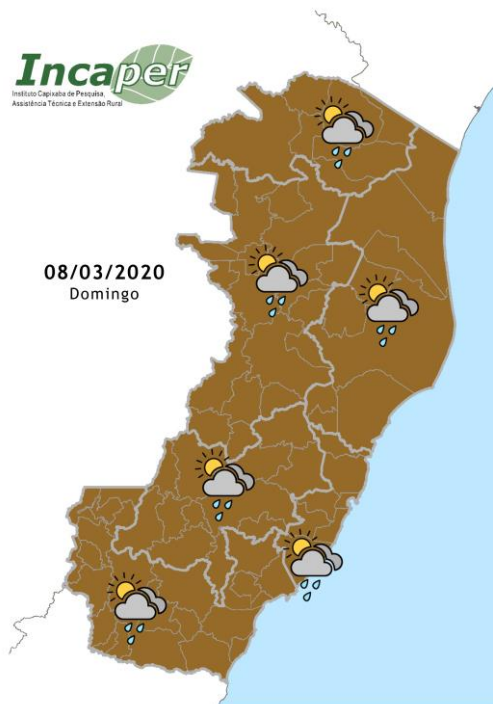 Incaper
Instituto Capixaba de Pesquisa,
Assistência Técnica e Extensão Rural
08/03/2020
Domingo